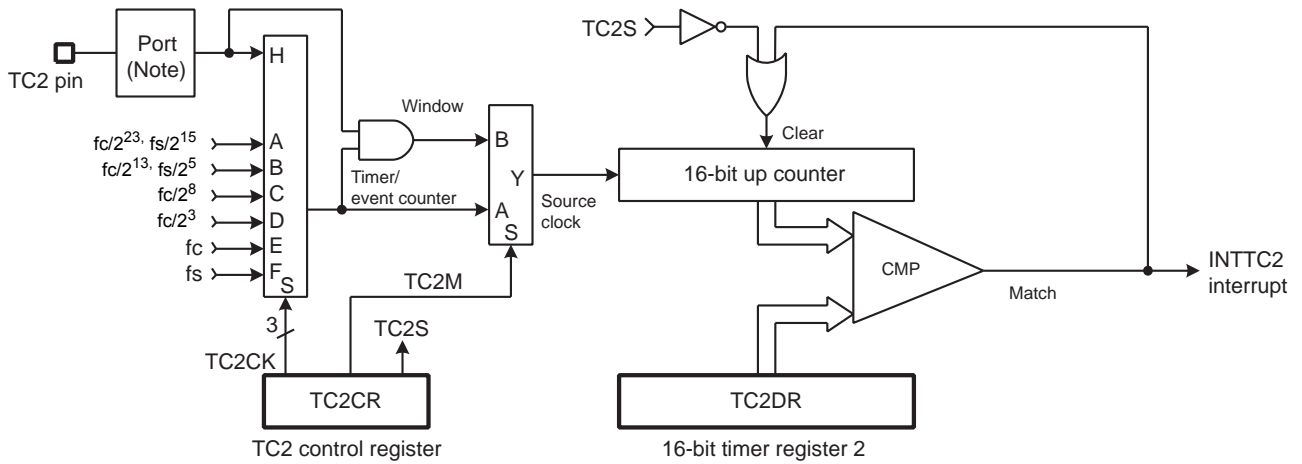 TC2 pin
Port
(Note)
H
fc/2^23, fs/2^15
A
fc/2^13, fs/2^5
B
fc/2^8
C
fc/2^3
D
fc
E
fs
F
S
3
TC2CK
TC2CR
TC2 control register
TC2M
TC2S
Window
Timer/
event counter
B
Y
A
S
Source
clock
TC2S
Clear
16-bit up counter
CMP
Match
INTTC2
interrupt
TC2DR
16-bit timer register 2